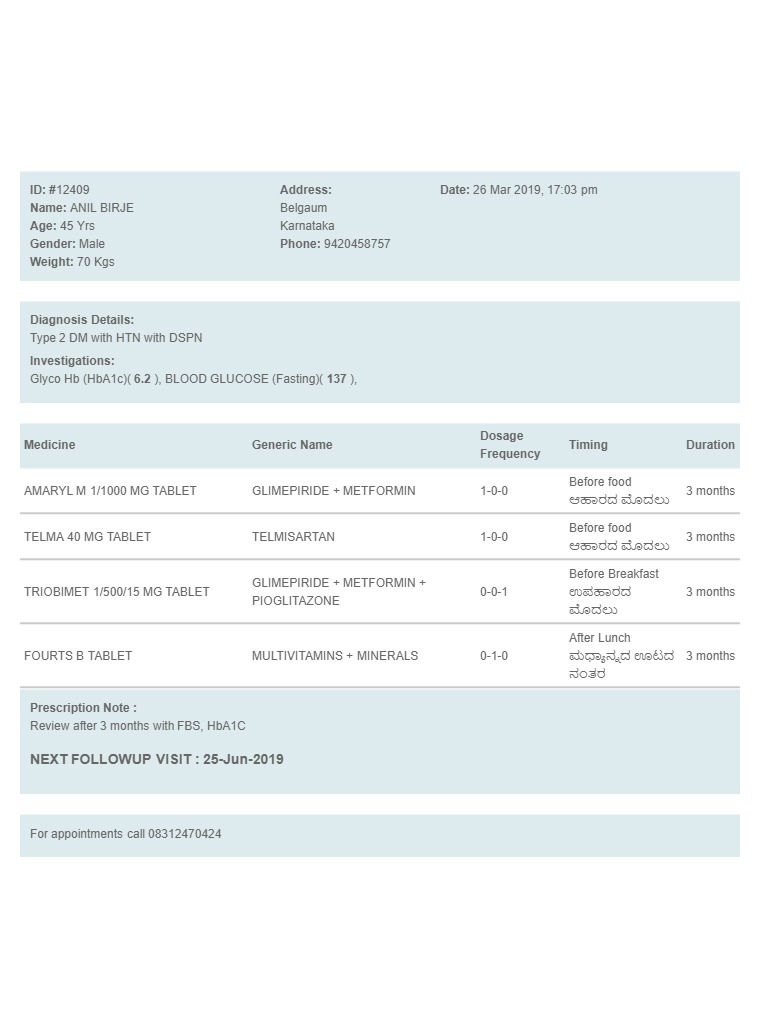 ID: #12409
Name: ANIL BIRJE
Age: 45 Yrs
Gender: Male
Weight: 70 Kgs
Address:
Belgaum
Karnataka
Phone: 9420458757
Date: 26 Mar 2019, 17:03 pm
Diagnosis Details:
Type 2 DM with HTN with DSPN
Investigations:
Glyco Hb (HbA1c)( 6.2 ), BLOOD GLUCOSE (Fasting)( 137 ),
Medicine Generic Name Dosage Frequency Timing Duration
AMARYL M 1/1000 MG TABLET GLIMEPIRIDE + METFORMIN 1-0-0 Before food 3 months
ಆಹಾರದ ಮೊದಲು
TELMA 40 MG TABLET TELMISARTAN 1-0-0 Before food 3 months
ಆಹಾರದ ಮೊದಲು
TRIOBIMET 1/500/15 MG TABLET GLIMEPIRIDE + METFORMIN + PIOGLITAZONE 0-0-1 Before Breakfast 3 months
ಉಪಹಾರದ
ಮೊದಲು
FOURTS B TABLET MULTIVITAMINS + MINERALS 0-1-0 After Lunch 3 months
ಮಧ್ಯಾನ್ನದ ಊಟದ
ನಂತರ
Prescription Note :
Review after 3 months with FBS, HbA1C
NEXT FOLLOWUP VISIT : 25-Jun-2019
For appointments call 08312470424